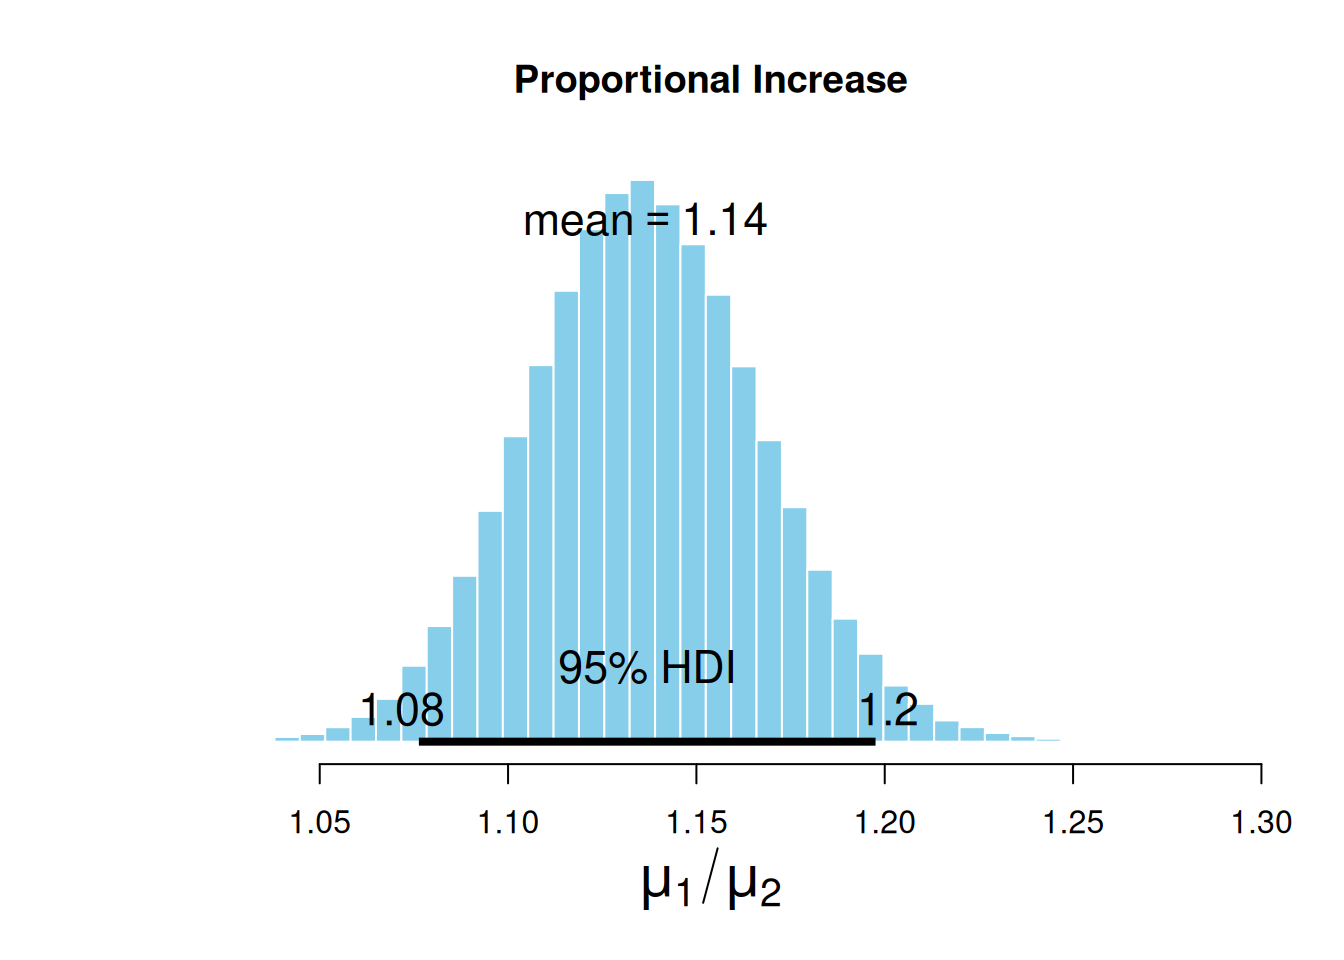 Proportional Increase
mean = 1.14
95% HDI
1.08 1.2
1.05 1.10 1.15 1.20 1.25 1.30
μ₁/μ₂